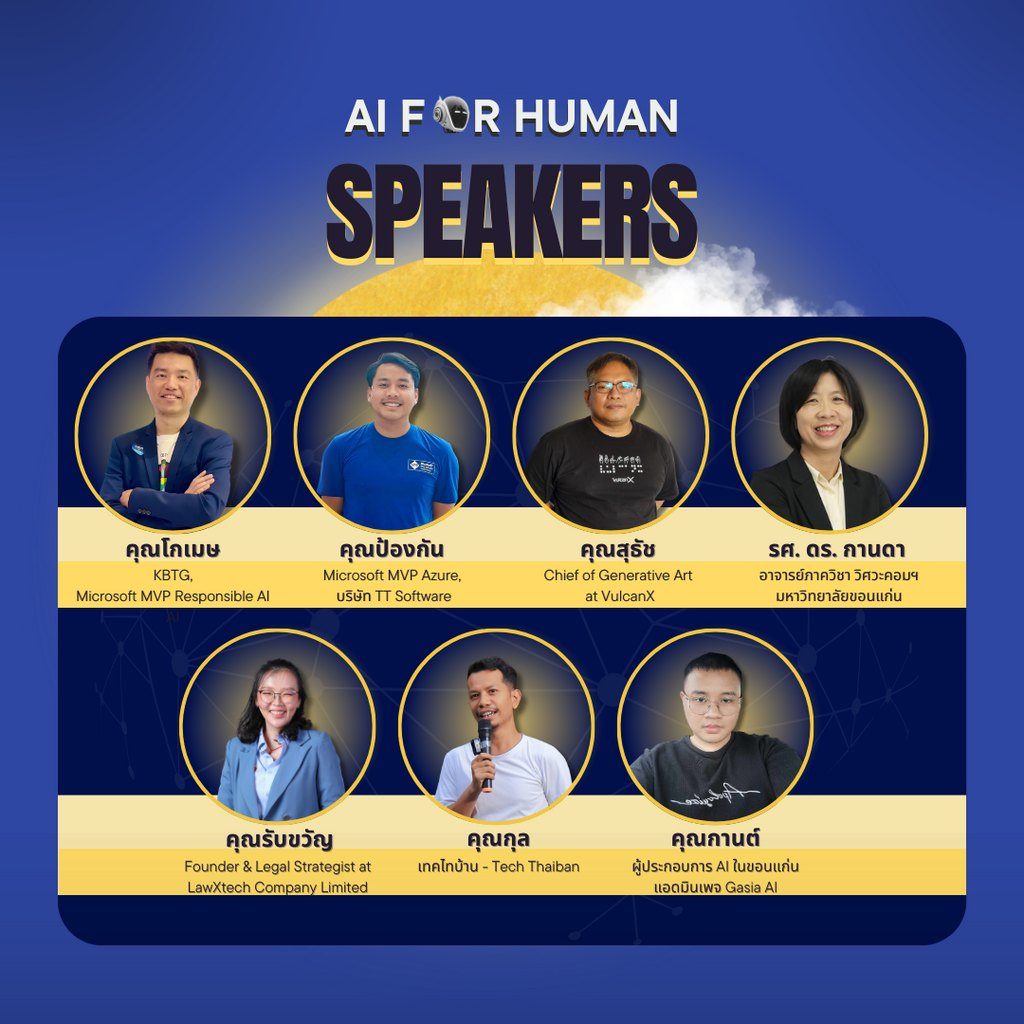 AI FOR HUMAN
SPEAKERS
คุณโกเมษ
KBTG,
Microsoft MVP Responsible AI
คุณป้องกัน
Microsoft MVP Azure,
บริษัท TT Software
คุณสุธัช
Chief of Generative Art
at VulcanX
VulcanX
รศ. ดร. กานดา
อาจารย์ภาควิชา วิศวะคอมฯ
มหาวิทยาลัยขอนแก่น
คุณรับขวัญ
Founder & Legal Strategist at
LawXtech Company Limited
คุณกุล
เทคไทบ้าน - Tech Thaiban
คุณกานต์
ผู้ประกอบการ AI ในขอนแก่น
แอดมินเพจ Gasia AI